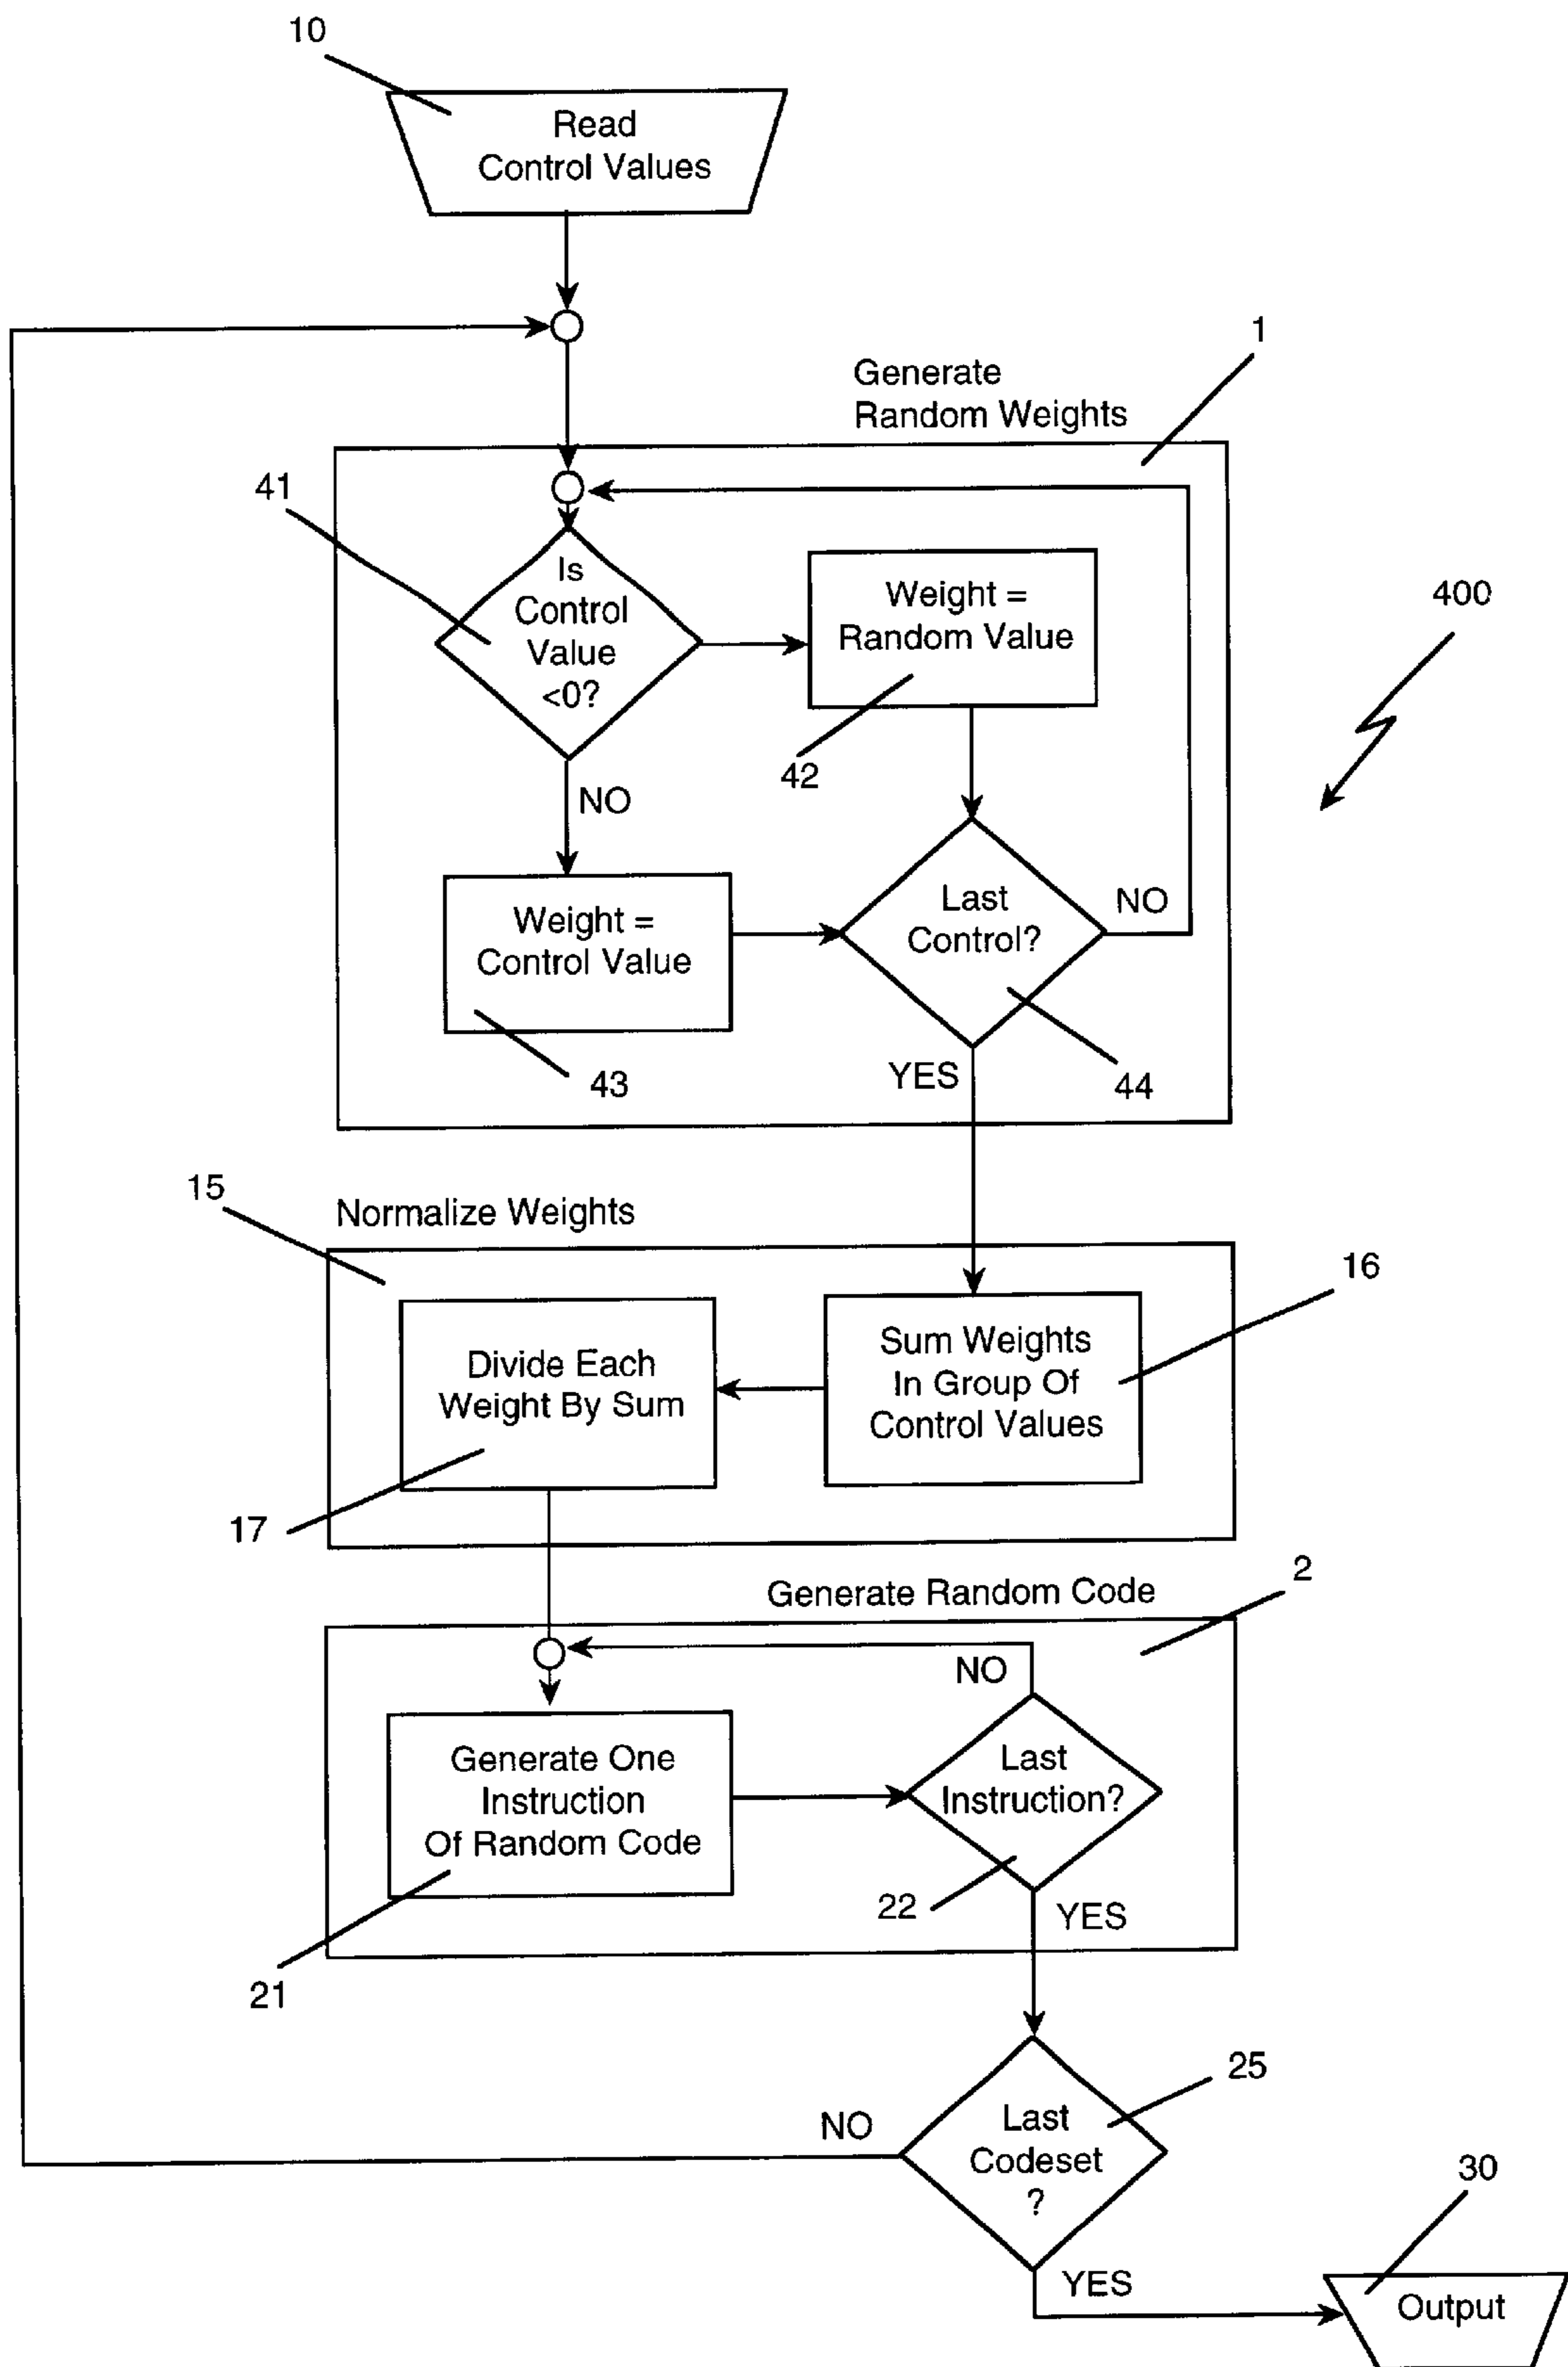 10
Read
Control Values
1
Generate
Random Weights
41
Is
Control
Value
<0?
Weight =
Random Value
400
42
NO
Weight =
Control Value
Last
Control?
NO
43
YES
44
15
Normalize Weights
16
Divide Each
Weight By Sum
Sum Weights
In Group Of
Control Values
17
2
Generate Random Code
NO
Generate One
Instruction
Of Random Code
Last
Instruction?
22
YES
21
25
NO
Last
Codeset
?
30
YES
Output